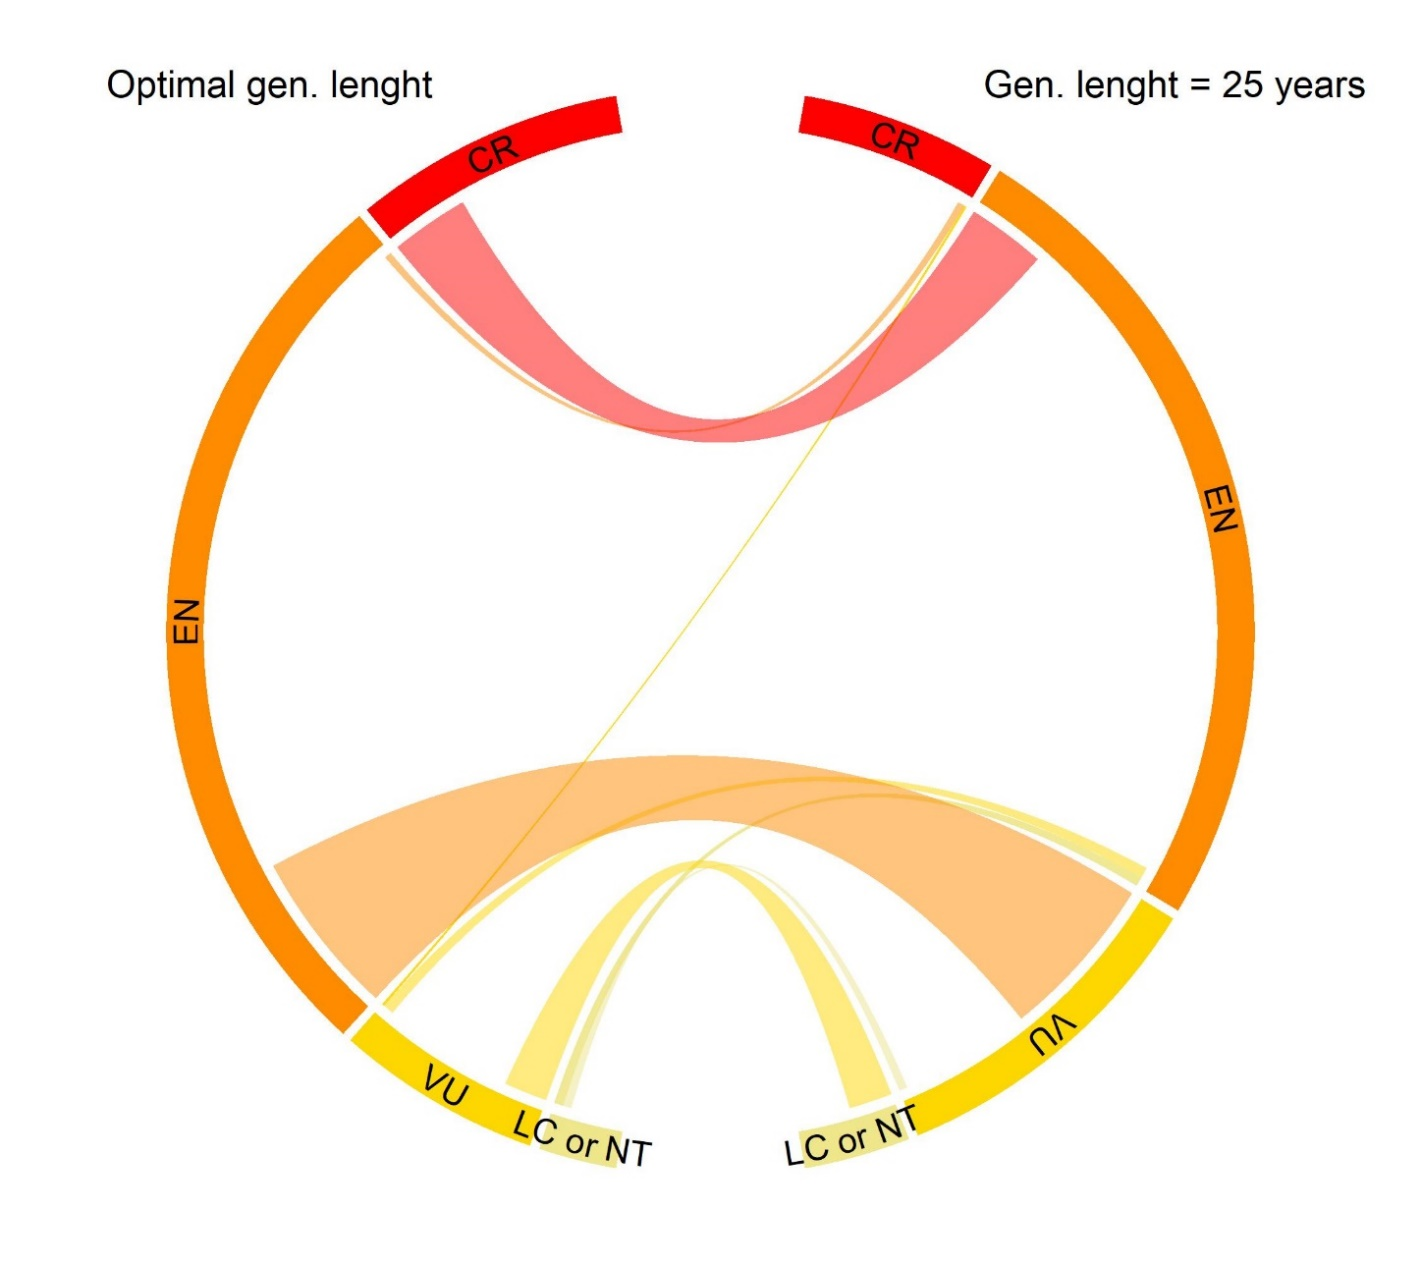 Optimal gen. lenght
Gen. lenght = 25 years
CR
CR
EN
EN
VU
VU
LC or NT
LC or NT